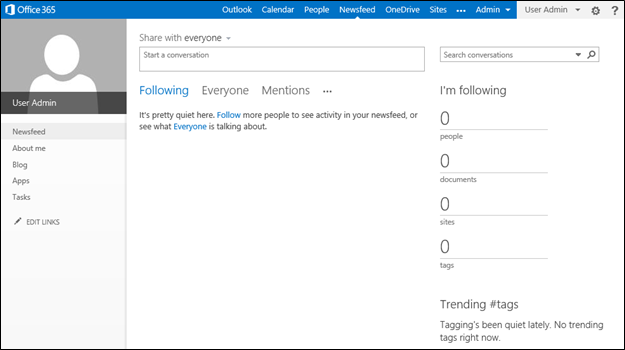 Office 365
Outlook Calendar People Newsfeed OneDrive Sites ••• Admin User Admin ?
User Admin
Newsfeed
About me
Blog
Apps
Tasks
EDIT LINKS
Share with everyone
Start a conversation
Following Everyone Mentions •••
It's pretty quiet here. Follow more people to see activity in your newsfeed, or
see what Everyone is talking about.
Search conversations
I'm following
0
people
0
documents
0
sites
0
tags
Trending #tags
Tagging's been quiet lately. No trending
tags right now.